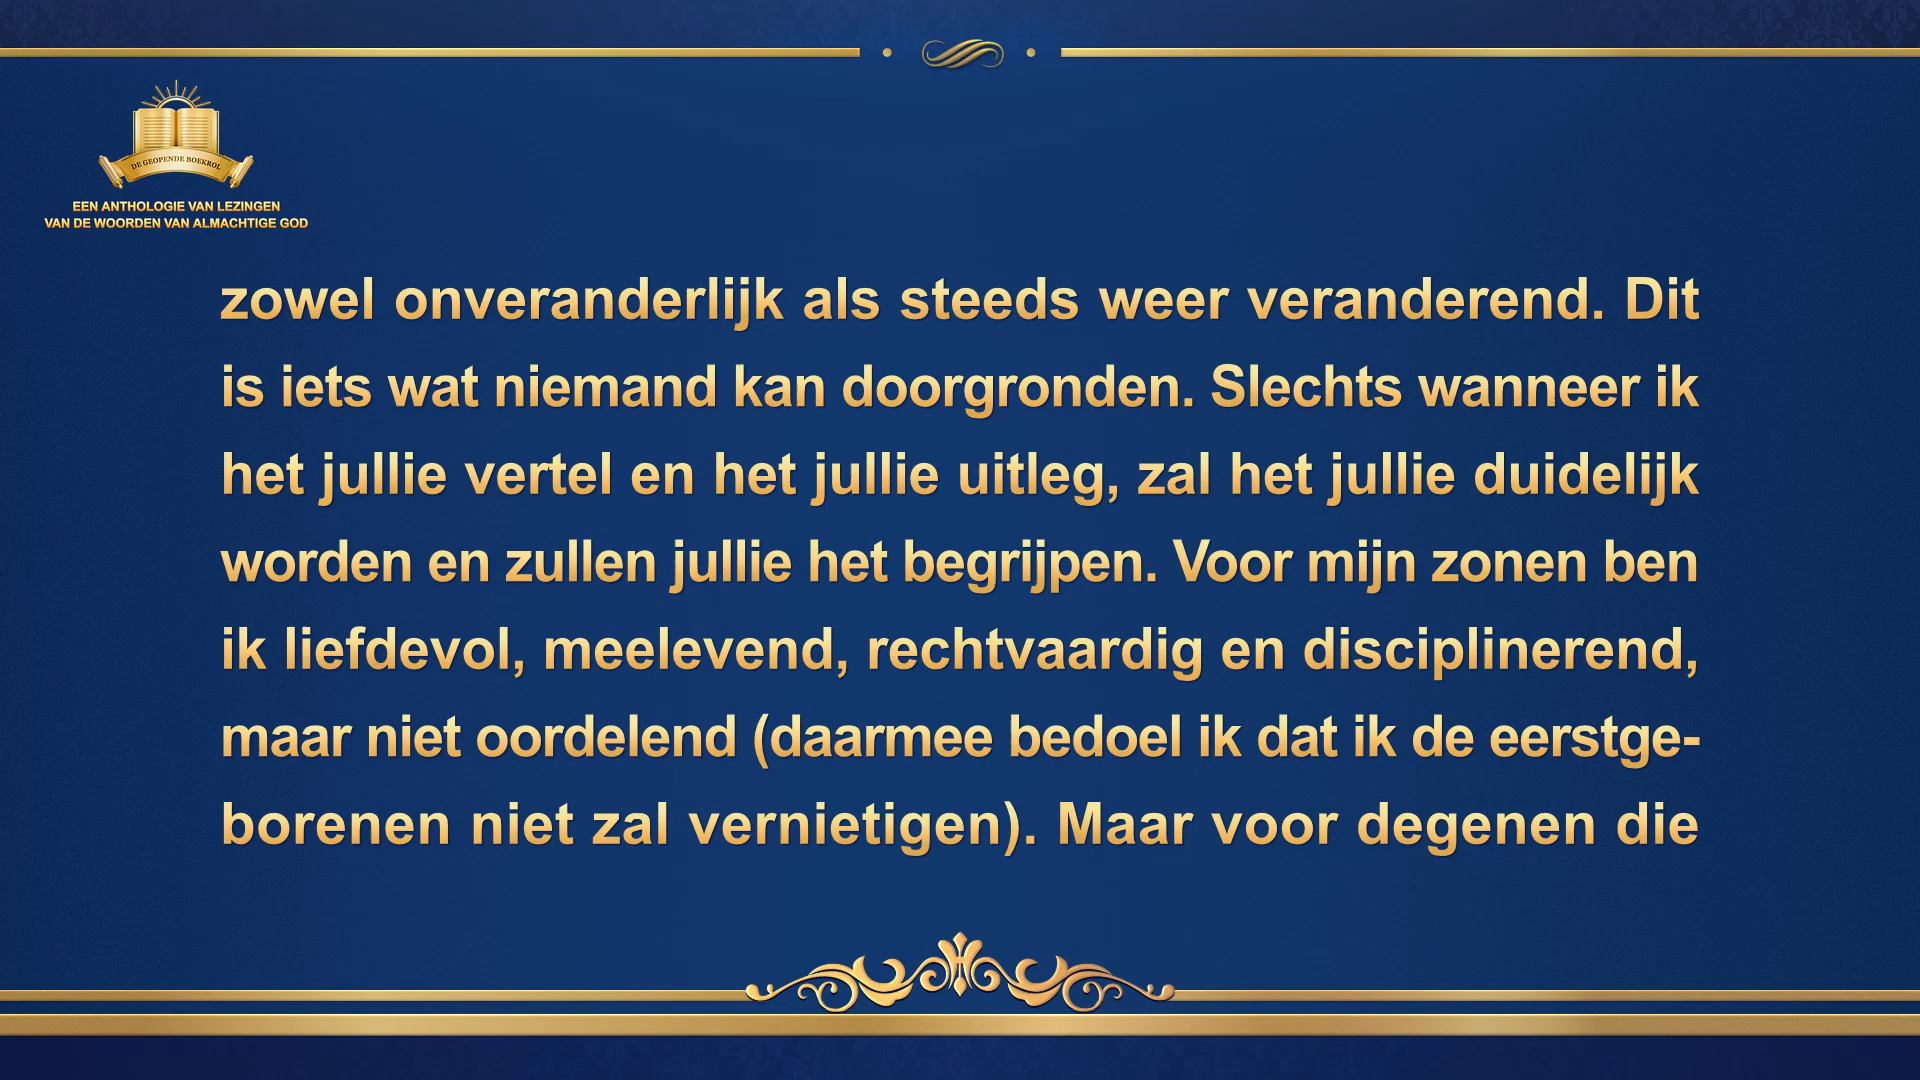 DE GEOPENDE BOEKROL
EEN ANTHOLOGIE VAN LEZINGEN
VAN DE WOORDEN VAN ALMACHTIGE GOD
zowel onveranderlijk als steeds weer veranderend. Dit
is iets wat niemand kan doorgronden. Slechts wanneer ik
het jullie vertel en het jullie uitleg, zal het jullie duidelijk
worden en zullen jullie het begrijpen. Voor mijn zonen ben
ik liefdevol, meelevend, rechtvaardig en disciplinerend,
maar niet oordelend (daarmee bedoel ik dat ik de eerstge-
borenen niet zal vernietigen). Maar voor degenen die